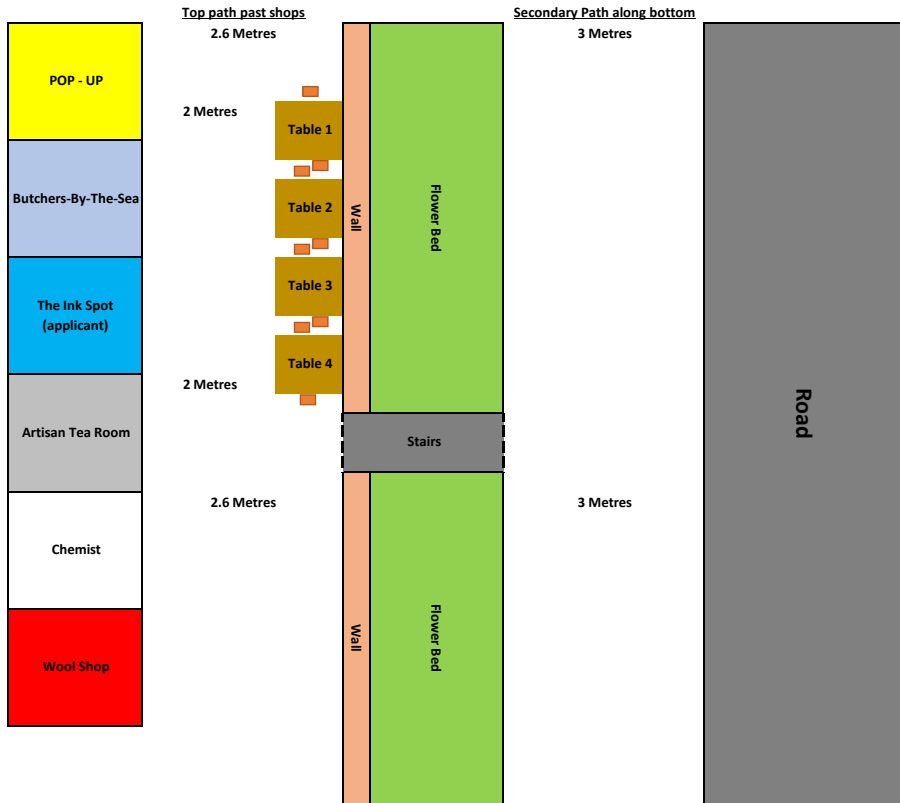 Top path past shops
Secondary Path along bottom
2.6 Metres
3 Metres
POP - UP
2 Metres
Table 1
Butchers-By-The-Sea
Table 2
Wall
Flower Bed
The Ink Spot
(applicant)
Table 3
Table 4
2 Metres
Road
Artisan Tea Room
Stairs
2.6 Metres
3 Metres
Chemist
Wall
Flower Bed
Wool Shop